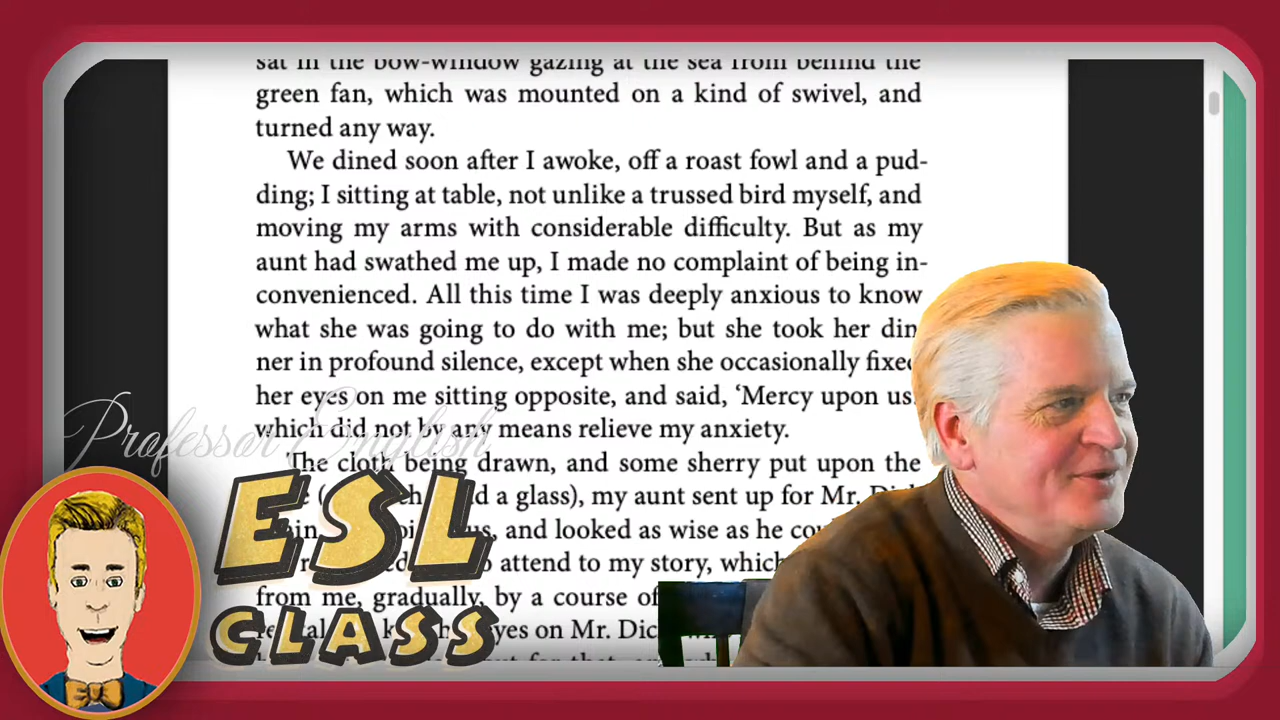 sat in the bow-window gazing at the sea from behind the
green fan, which was mounted on a kind of swivel, and
turned any way.
We dined soon after I awoke, off a roast fowl and a pud-
ding; I sitting at table, not unlike a trussed bird myself, and
moving my arms with considerable difficulty. But as my
aunt had swathed me up, I made no complaint of being in-
convenienced. All this time I was deeply anxious to know
what she was going to do with me; but she took her din
ner in profound silence, except when she occasionally fixed
her eyes on me sitting opposite, and said, ‘Mercy upon us!
which did not by any means relieve my anxiety.
The cloth being drawn, and some sherry put upon the
a glass), my aunt sent up for Mr. Dick
and looked as wise as he
attend to my story, which
from me, gradually, by a course of
eyes on Mr. Dick
Professor English
ESL
CLASS